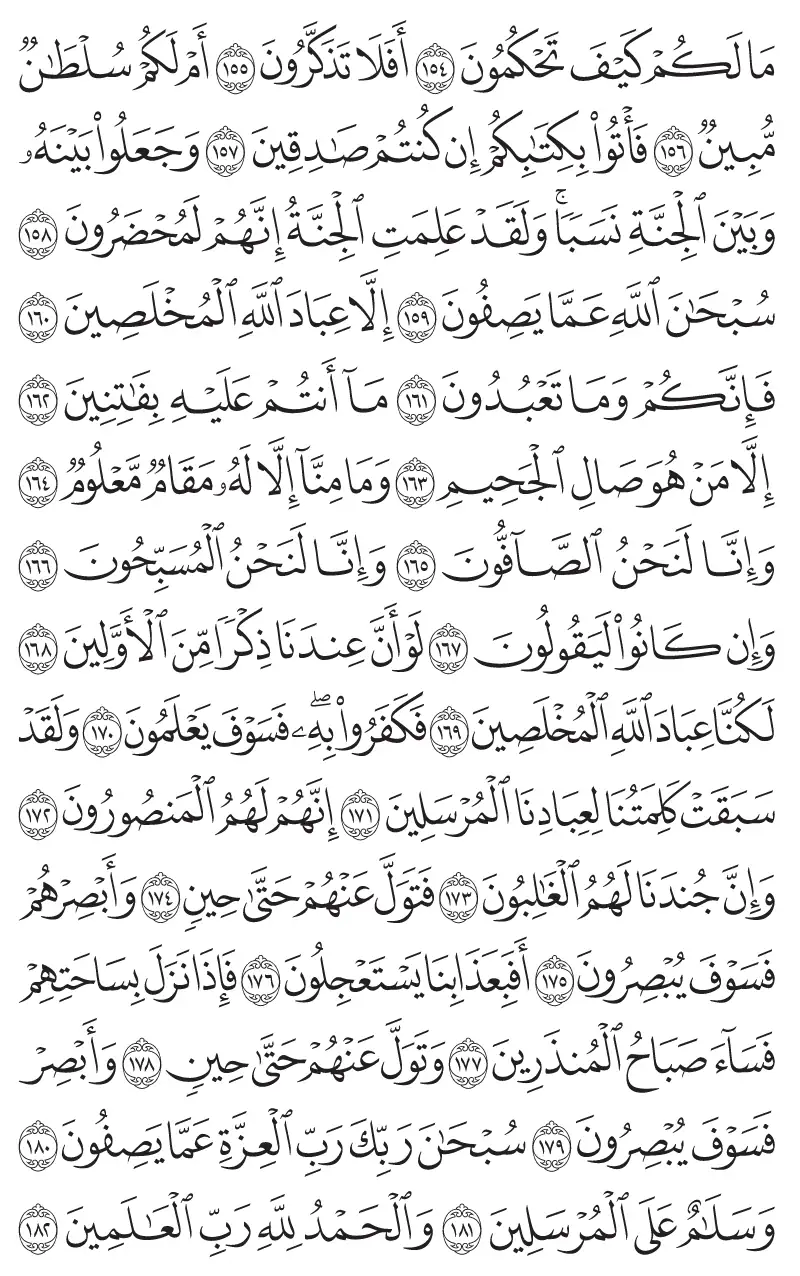 مَا لَكُمْ كَيْفَ تَحْكُمُونَ ١٥٤ أَفَلَا تَذَكَّرُونَ ١٥٥ أَمْ لَكُمْ سُلْطَٰنٌ
مُّبِينٌ ١٥٦ فَأْتُوا۟ بِكِتَٰبِكُمْ إِن كُنتُمْ صَٰدِقِينَ ١٥٧ وَجَعَلُوا۟ بَيْنَهُۥ
وَبَيْنَ ٱلْجِنَّةِ نَسَبًا ۚ وَلَقَدْ عَلِمَتِ ٱلْجِنَّةُ إِنَّهُمْ لَمُحْضَرُونَ ١٥٨
سُبْحَٰنَ ٱللَّهِ عَمَّا يَصِفُونَ ١٥٩ إِلَّا عِبَادَ ٱللَّهِ ٱلْمُخْلَصِينَ ١٦٠
فَإِنَّكُمْ وَمَا تَعْبُدُونَ ١٦١ مَآ أَنتُمْ عَلَيْهِ بِفَٰتِنِينَ ١٦٢
إِلَّا مَنْ هُوَ صَالِ ٱلْجَحِيمِ ١٦٣ وَمَا مِنَّآ إِلَّا لَهُۥ مَقَامٌ مَّعْلُومٌ ١٦٤
وَإِنَّا لَنَحْنُ ٱلصَّآفُّونَ ١٦٥ وَإِنَّا لَنَحْنُ ٱلْمُسَبِّحُونَ ١٦٦
وَإِن كَانُوا۟ لَيَقُولُونَ ١٦٧ لَوْ أَنَّ عِندَنَا ذِكْرًا مِّنَ ٱلْأَوَّلِينَ ١٦٨
لَكُنَّا عِبَادَ ٱللَّهِ ٱلْمُخْلَصِينَ ١٦٩ فَكَفَرُوا۟ بِهِۦ ۖ فَسَوْفَ يَعْلَمُونَ ١٧٠ وَلَقَدْ
سَبَقَتْ كَلِمَتُنَا لِعِبَادِنَا ٱلْمُرْسَلِينَ ١٧١ إِنَّهُمْ لَهُمُ ٱلْمَنصُورُونَ ١٧٢
وَإِنَّ جُندَنَا لَهُمُ ٱلْغَٰلِبُونَ ١٧٣ فَتَوَلَّ عَنْهُمْ حَتَّىٰ حِينٍ ١٧٤ وَأَبْصِرْهُمْ
فَسَوْفَ يُبْصِرُونَ ١٧٥ أَفَبِعَذَابِنَا يَسْتَعْجِلُونَ ١٧٦ فَإِذَا نَزَلَ بِسَاحَتِهِمْ
فَسَآءَ صَبَاحُ ٱلْمُنذَرِينَ ١٧٧ وَتَوَلَّ عَنْهُمْ حَتَّىٰ حِينٍ ١٧٨ وَأَبْصِرْ
فَسَوْفَ يُبْصِرُونَ ١٧٩ سُبْحَٰنَ رَبِّكَ رَبِّ ٱلْعِزَّةِ عَمَّا يَصِفُونَ ١٨٠
وَسَلَٰمٌ عَلَى ٱلْمُرْسَلِينَ ١٨١ وَٱلْحَمْدُ لِلَّهِ رَبِّ ٱلْعَٰلَمِينَ ١٨٢